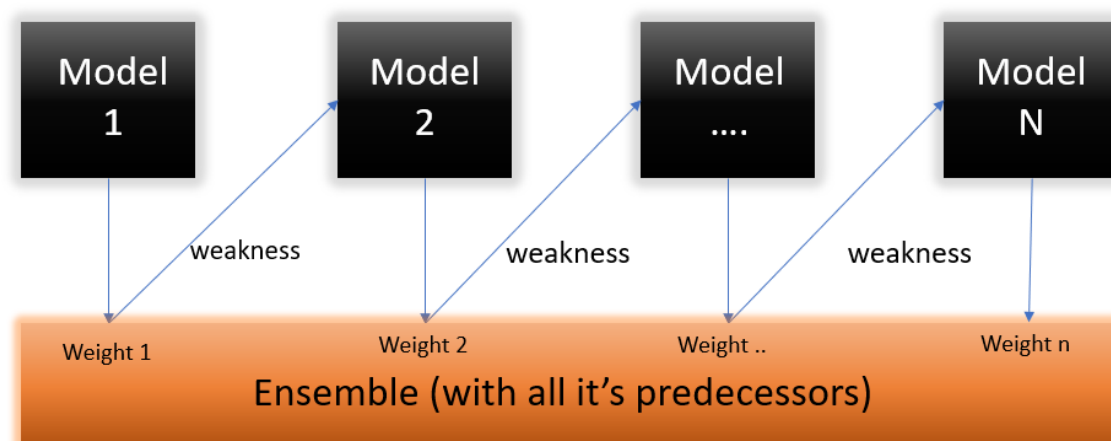 Model
1
Model
2
Model
....
Model
N
weakness
weakness
weakness
Weight 1
Weight 2
Weight ..
Weight n
Ensemble (with all it’s predecessors)